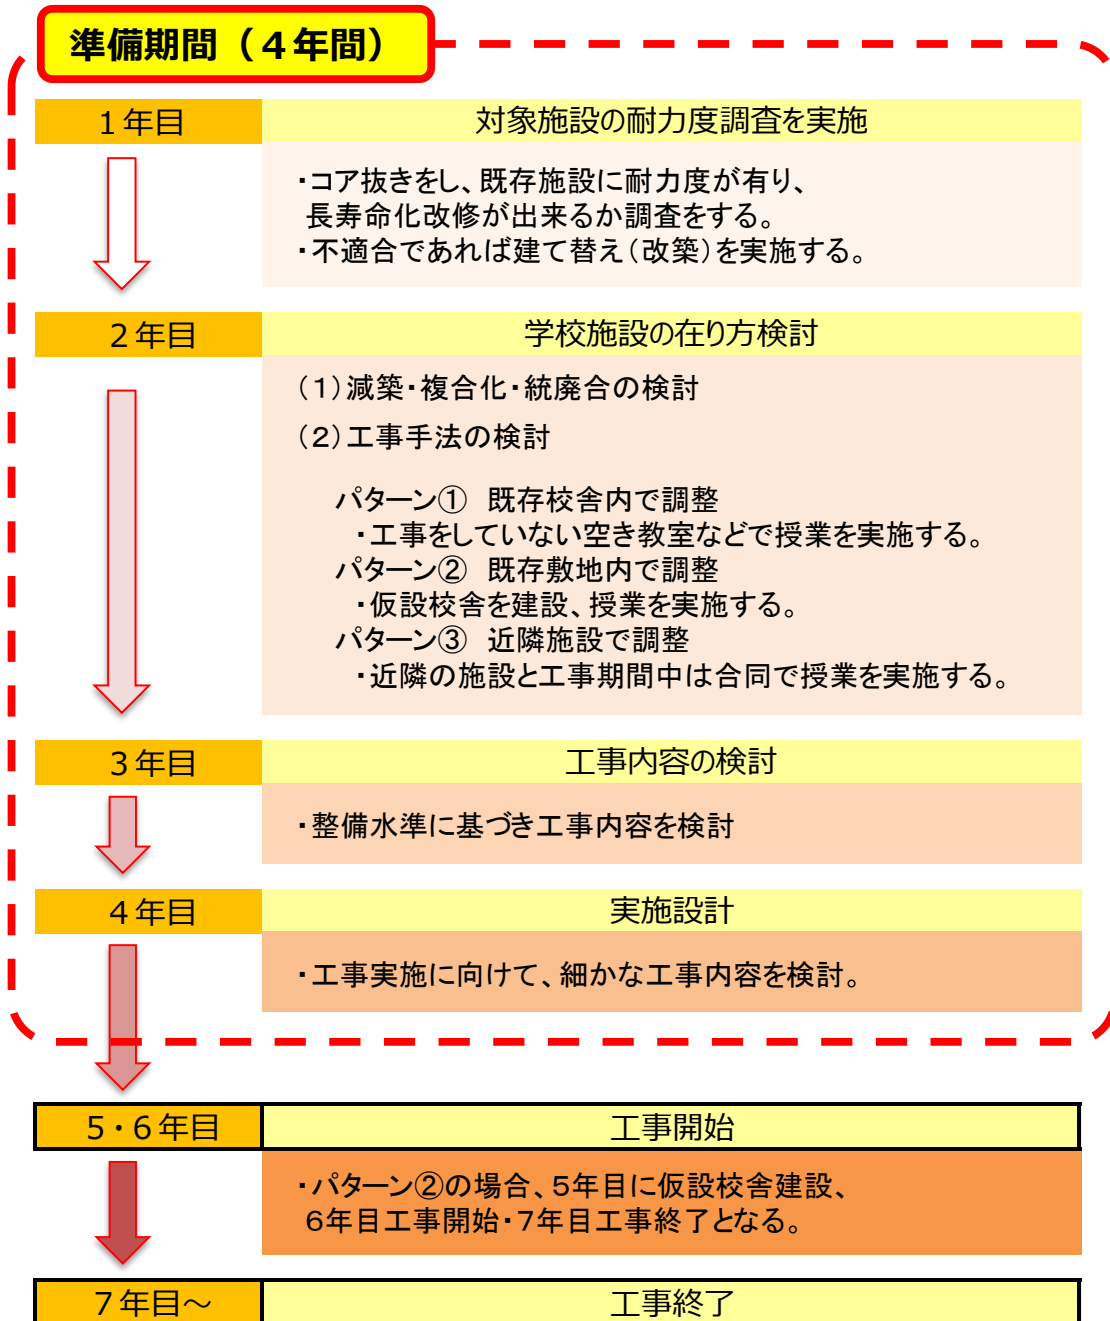 準備期間（４年間）
１年目
対象施設の耐力度調査を実施
・コア抜きをし、既存施設に耐力度が有り、
長寿命化改修が出来るか調査をする。
・不適合であれば建て替え（改築）を実施する。
２年目
学校施設の在り方検討
（１）減築・複合化・統廃合の検討
（２）工事手法の検討
パターン①　既存校舎内で調整
・工事をしていない空き教室などで授業を実施する。
パターン②　既存敷地内で調整
・仮設校舎を建設、授業を実施する。
パターン③　近隣施設で調整
・近隣の施設と工事期間中は合同で授業を実施する。
３年目
工事内容の検討
・整備水準に基づき工事内容を検討
４年目
実施設計
・工事実施に向けて、細かな工事内容を検討。
５・６年目
工事開始
・パターン②の場合、５年目に仮設校舎建設、
６年目工事開始・７年目工事終了となる。
７年目～
工事終了